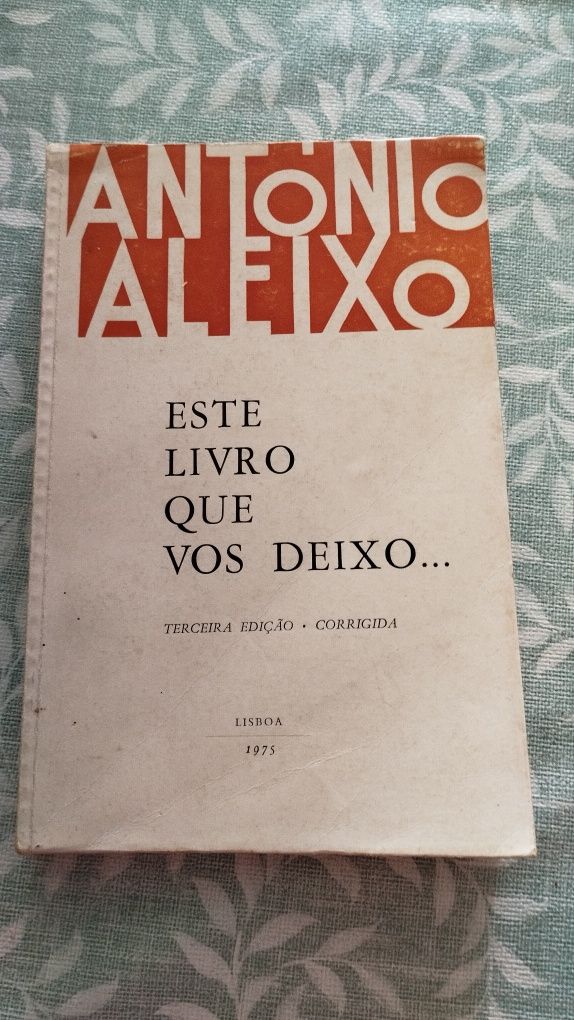 ANTÓNIO
ALEIXO
ESTE
LIVRO
QUE
VOS DEIXO...
TERCEIRA EDIÇÃO • CORRIGIDA
LISBOA
1975